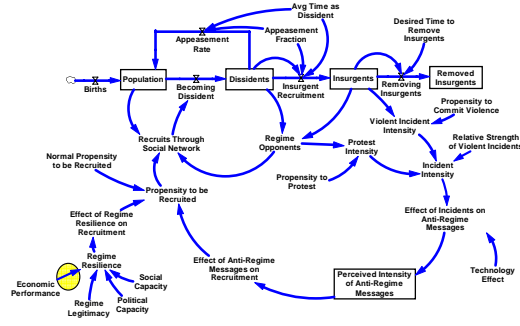 Avg Time as
Dissident
Desired Time to
Remove
Insurgents
Appeasement
Rate
Appeasement
Fraction
Population
Dissidents
Insurgents
Removed
Insurgents
Births
Becoming
Dissident
Insurgent
Recruitment
Removing
Insurgents
Propensity to
Commit Violence
Violent Incident
Intensity
Recruits Through
Social Network
Regime
Opponents
Protest
Intensity
Relative Strength
of Violent Incidents
Normal Propensity
to be Recruited
Incident
Intensity
Propensity to be
Recruited
Propensity to
Protest
Effect of Regime
Resilience on
Recruitment
Effect of Incidents on
Anti-Regime
Messages
Regime
Resilience
Effect of Anti-Regime
Messages on
Recruitment
Perceived Intensity
of Anti-Regime
Messages
Technology
Effect
Economic
Performance
Social
Capacity
Regime
Legitimacy
Political
Capacity